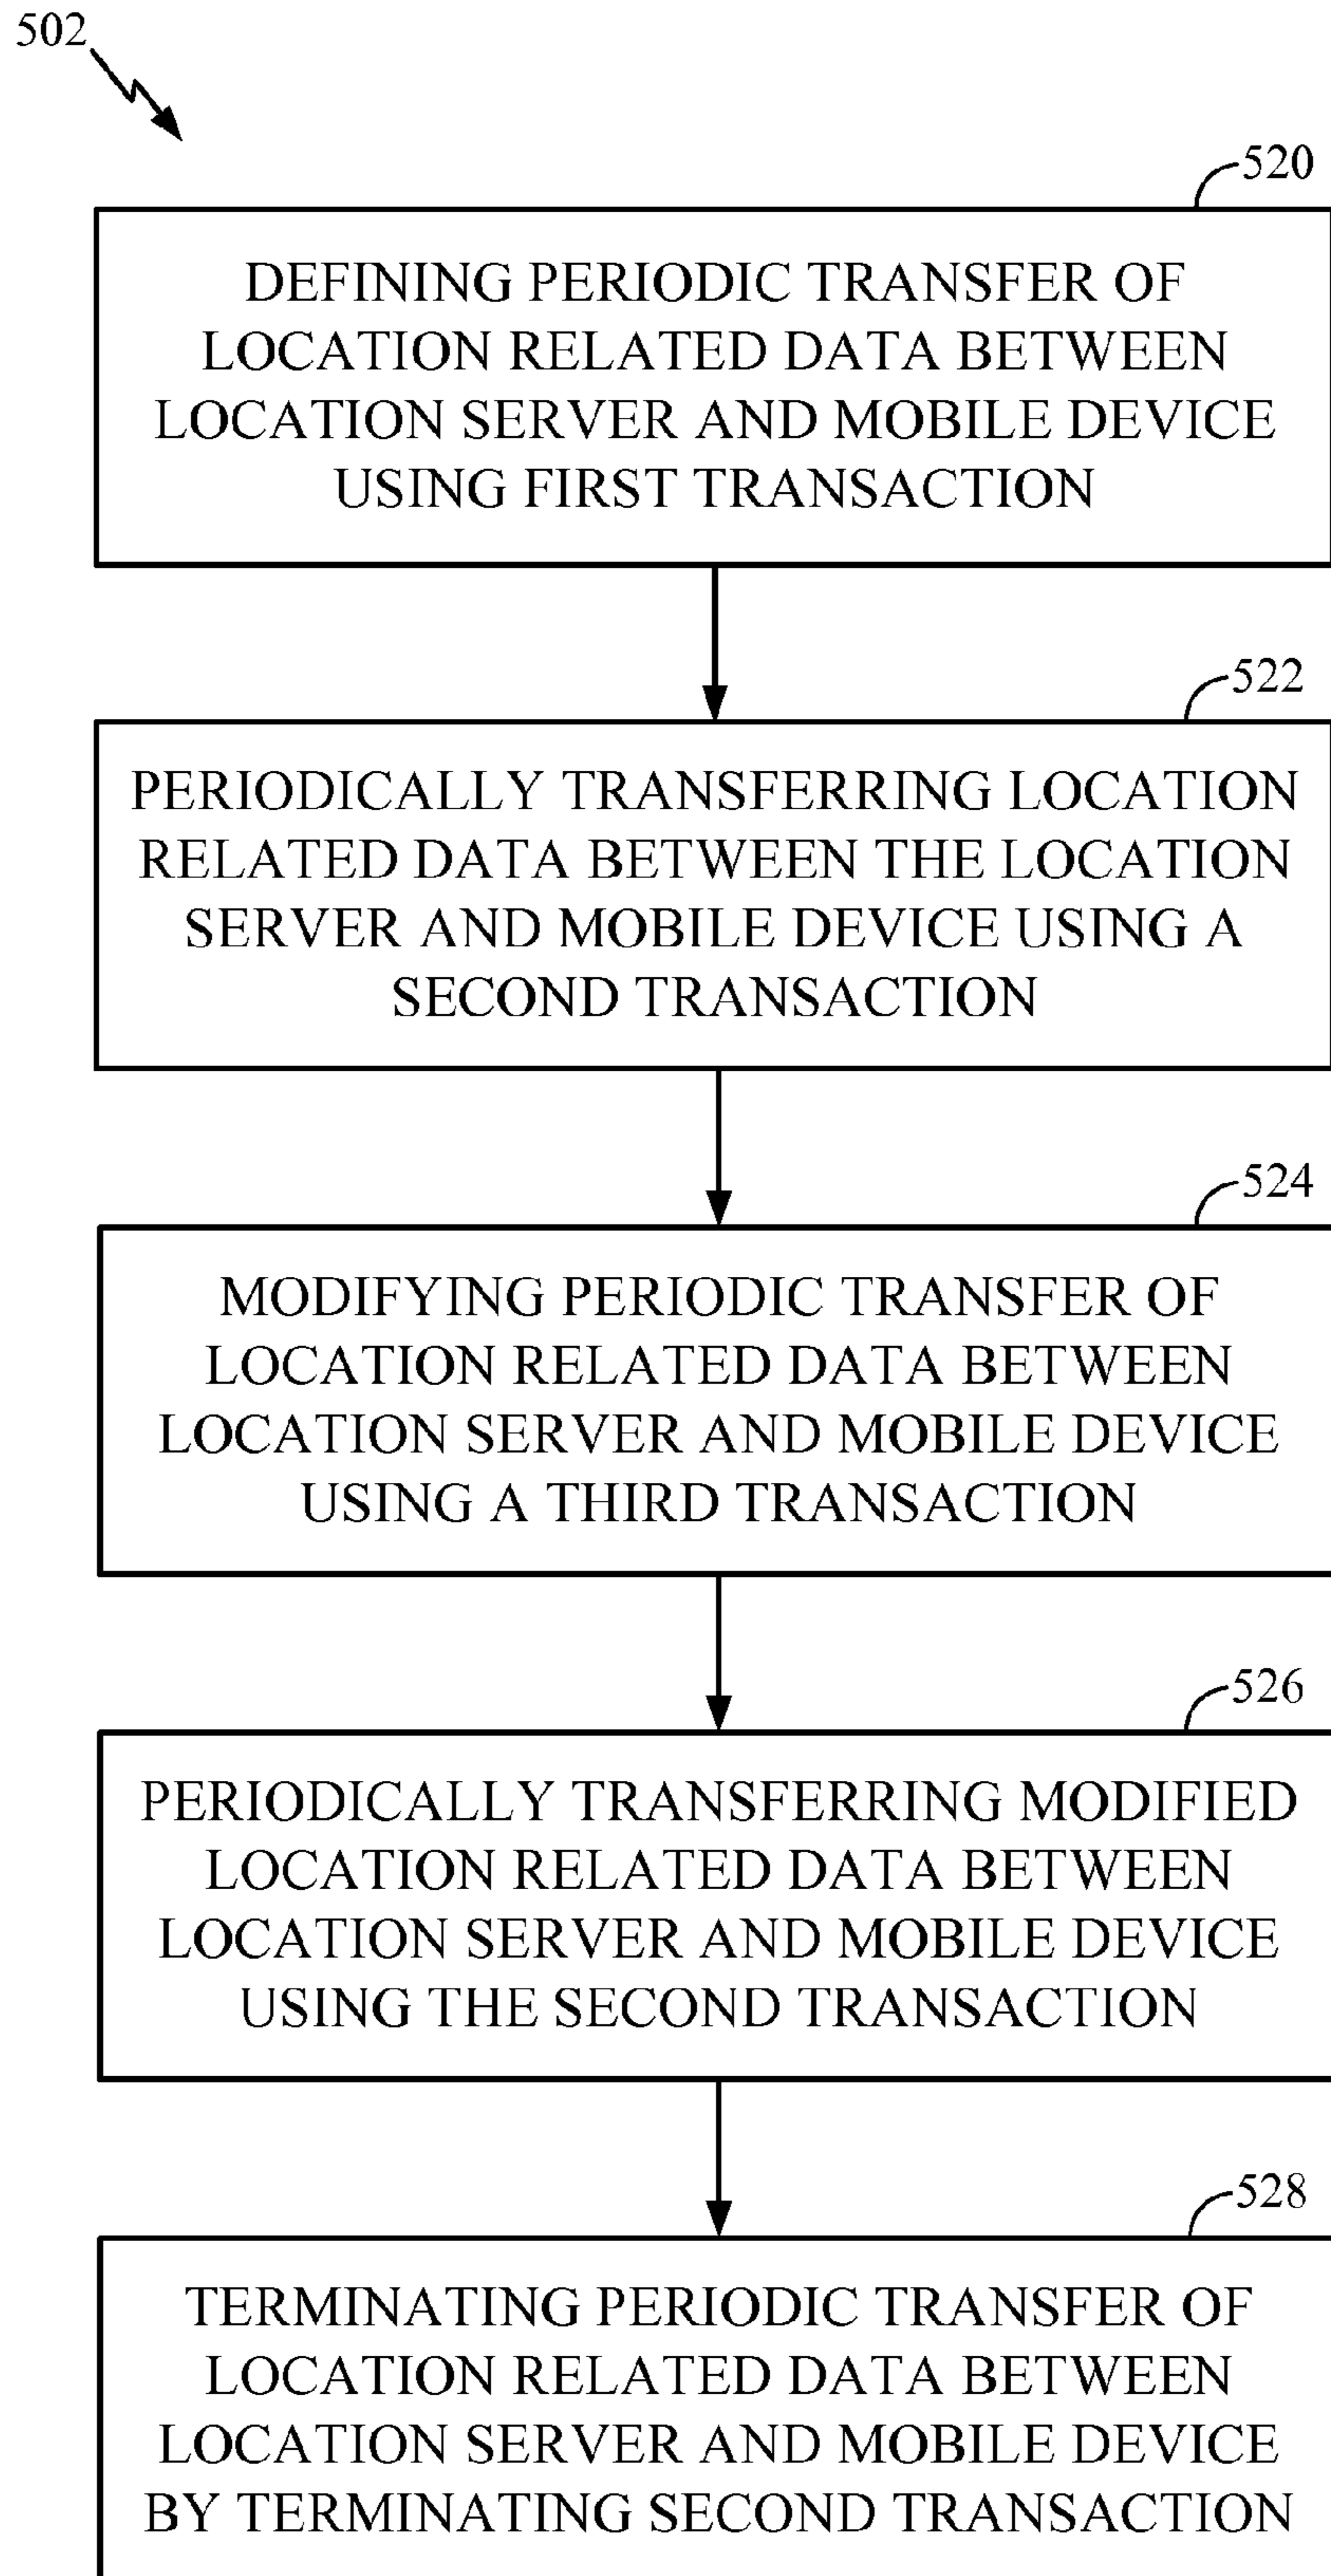 502
520
DEFINING PERIODIC TRANSFER OF
LOCATION RELATED DATA BETWEEN
LOCATION SERVER AND MOBILE DEVICE
USING FIRST TRANSACTION
522
PERIODICALLY TRANSFERRING LOCATION
RELATED DATA BETWEEN THE LOCATION
SERVER AND MOBILE DEVICE USING A
SECOND TRANSACTION
524
MODIFYING PERIODIC TRANSFER OF
LOCATION RELATED DATA BETWEEN
LOCATION SERVER AND MOBILE DEVICE
USING A THIRD TRANSACTION
526
PERIODICALLY TRANSFERRING MODIFIED
LOCATION RELATED DATA BETWEEN
LOCATION SERVER AND MOBILE DEVICE
USING THE SECOND TRANSACTION
528
TERMINATING PERIODIC TRANSFER OF
LOCATION RELATED DATA BETWEEN
LOCATION SERVER AND MOBILE DEVICE
BY TERMINATING SECOND TRANSACTION